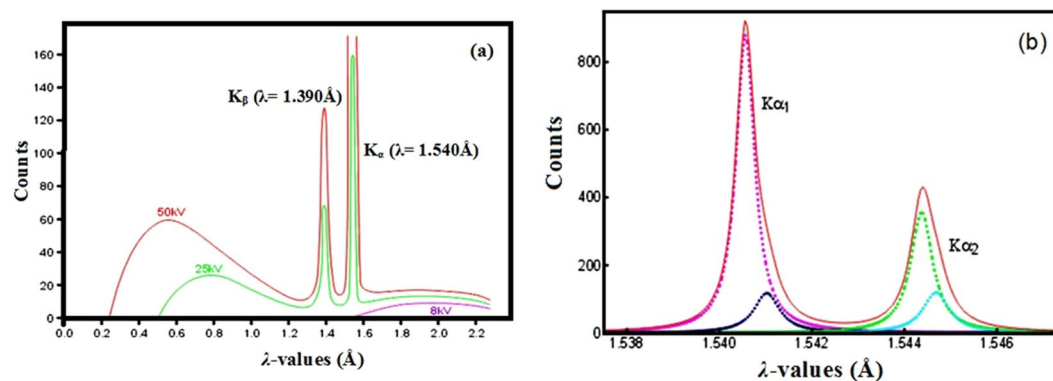 (a)
160
140
120
100
80
60
40
20
0
Counts
K_β (λ= 1.390Å)
K_α (λ= 1.540Å)
50kV
25kV
8kV
0.0 0.2 0.4 0.6 0.8 1.0 1.2 1.4 1.6 1.8 2.0 2.2
λ-values (Å)
(b)
800
600
400
200
0
Counts
Kα₁
Kα₂
1.538 1.540 1.542 1.544 1.546
λ-values (Å)